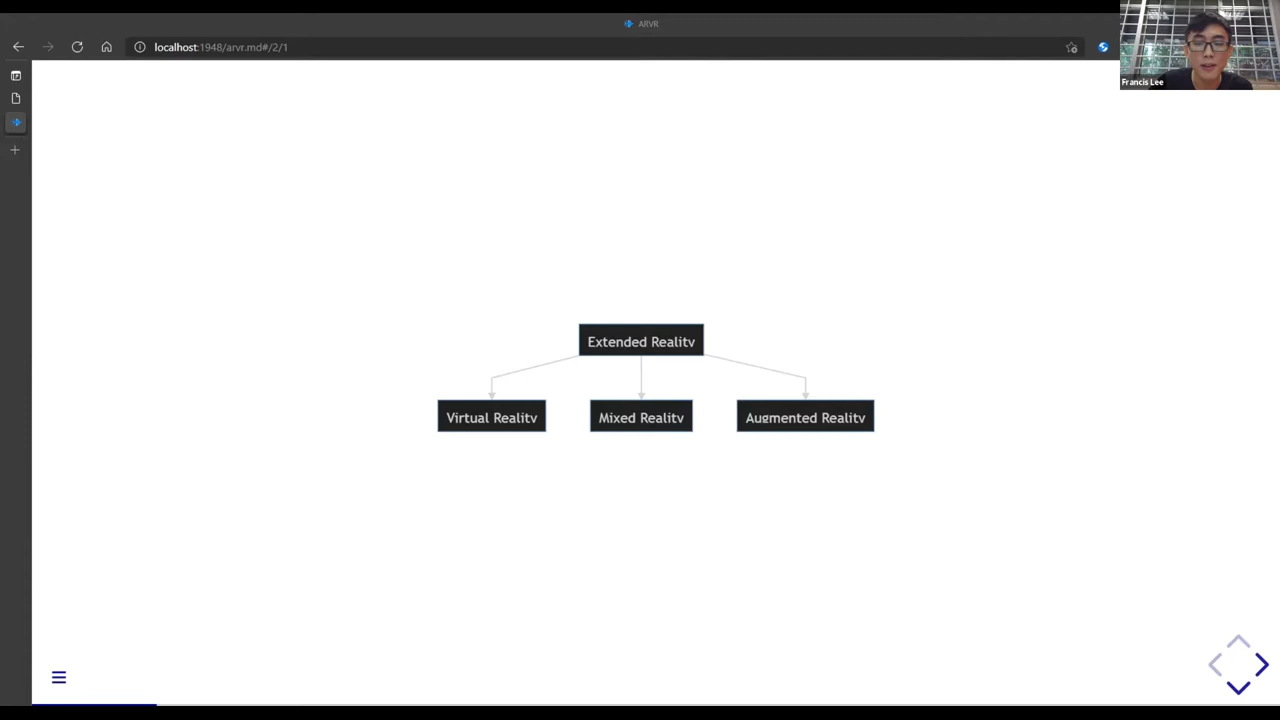 ARVR
localhost:1948/arvr.md#/2/1
Francis Lee
Extended Reality
Virtual Reality
Mixed Reality
Augmented Reality